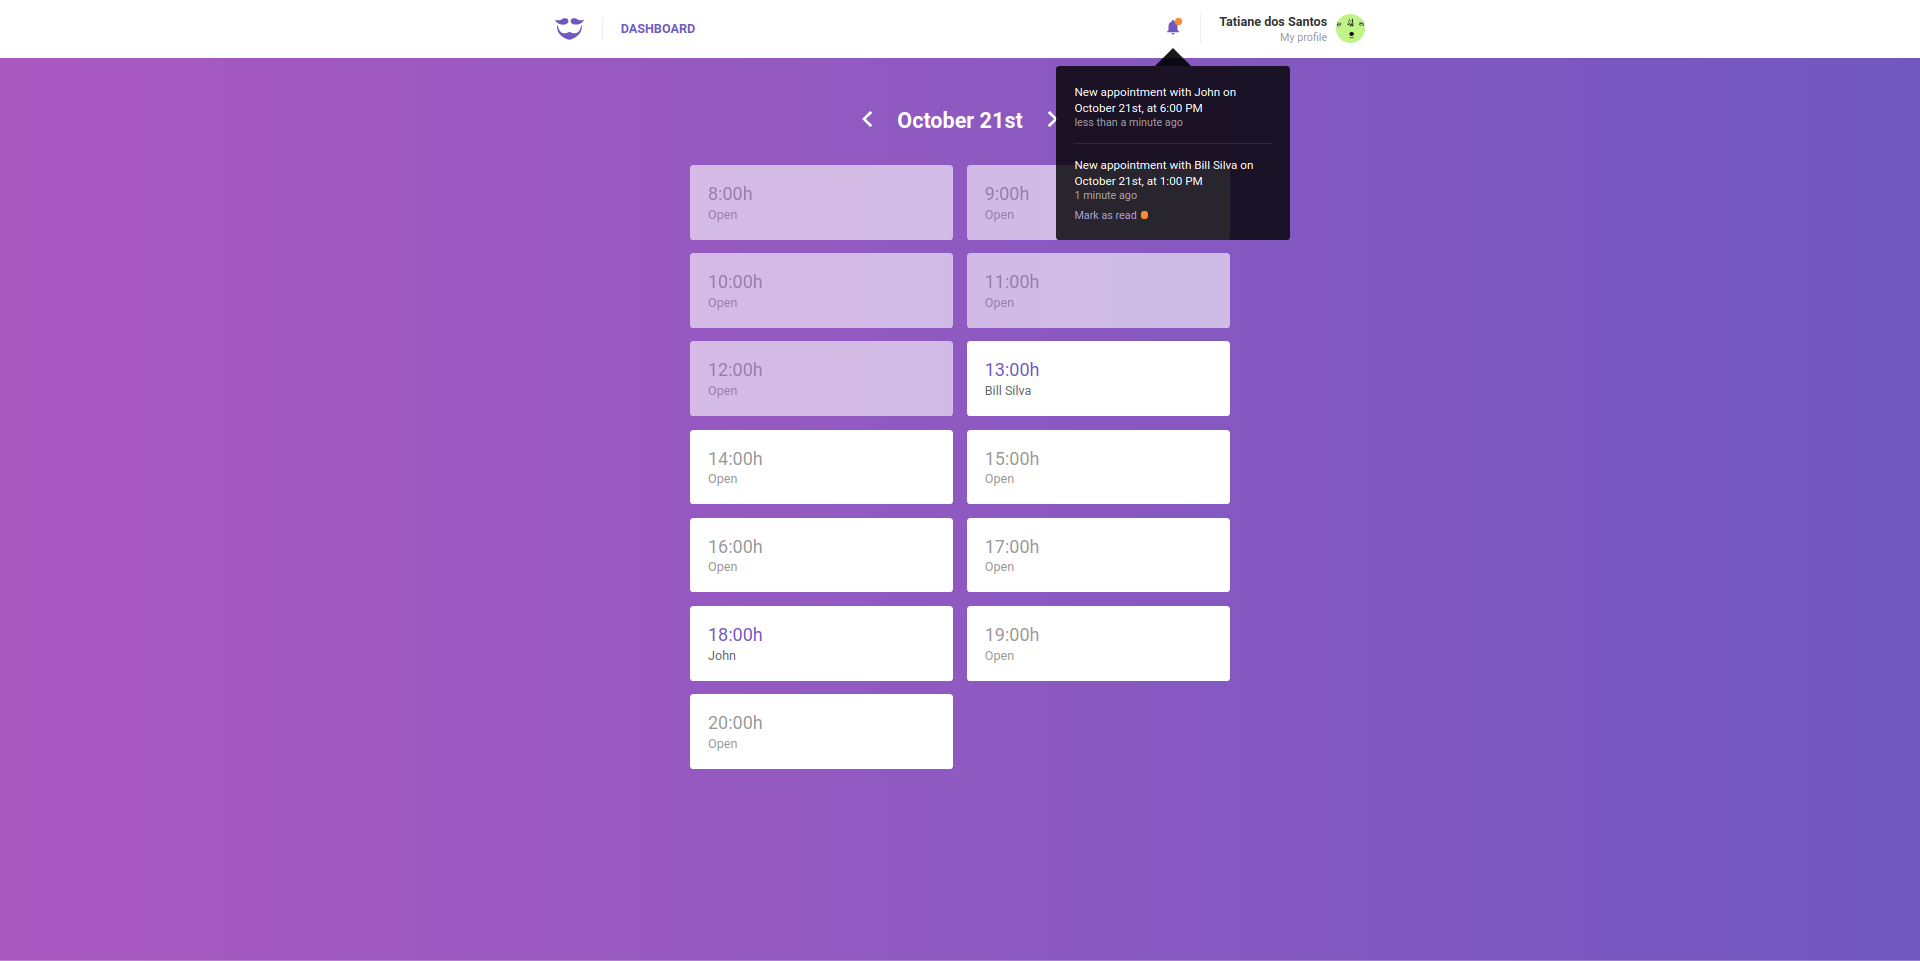 DASHBOARD
Tatiane dos Santos
My profile
New appointment with John on
October 21st, at 6:00 PM
less than a minute ago
New appointment with Bill Silva on
October 21st, at 1:00 PM
1 minute ago
Mark as read
October 21st
8:00h
Open
9:00h
Open
10:00h
Open
11:00h
Open
12:00h
Open
13:00h
Bill Silva
14:00h
Open
15:00h
Open
16:00h
Open
17:00h
Open
18:00h
John
19:00h
Open
20:00h
Open